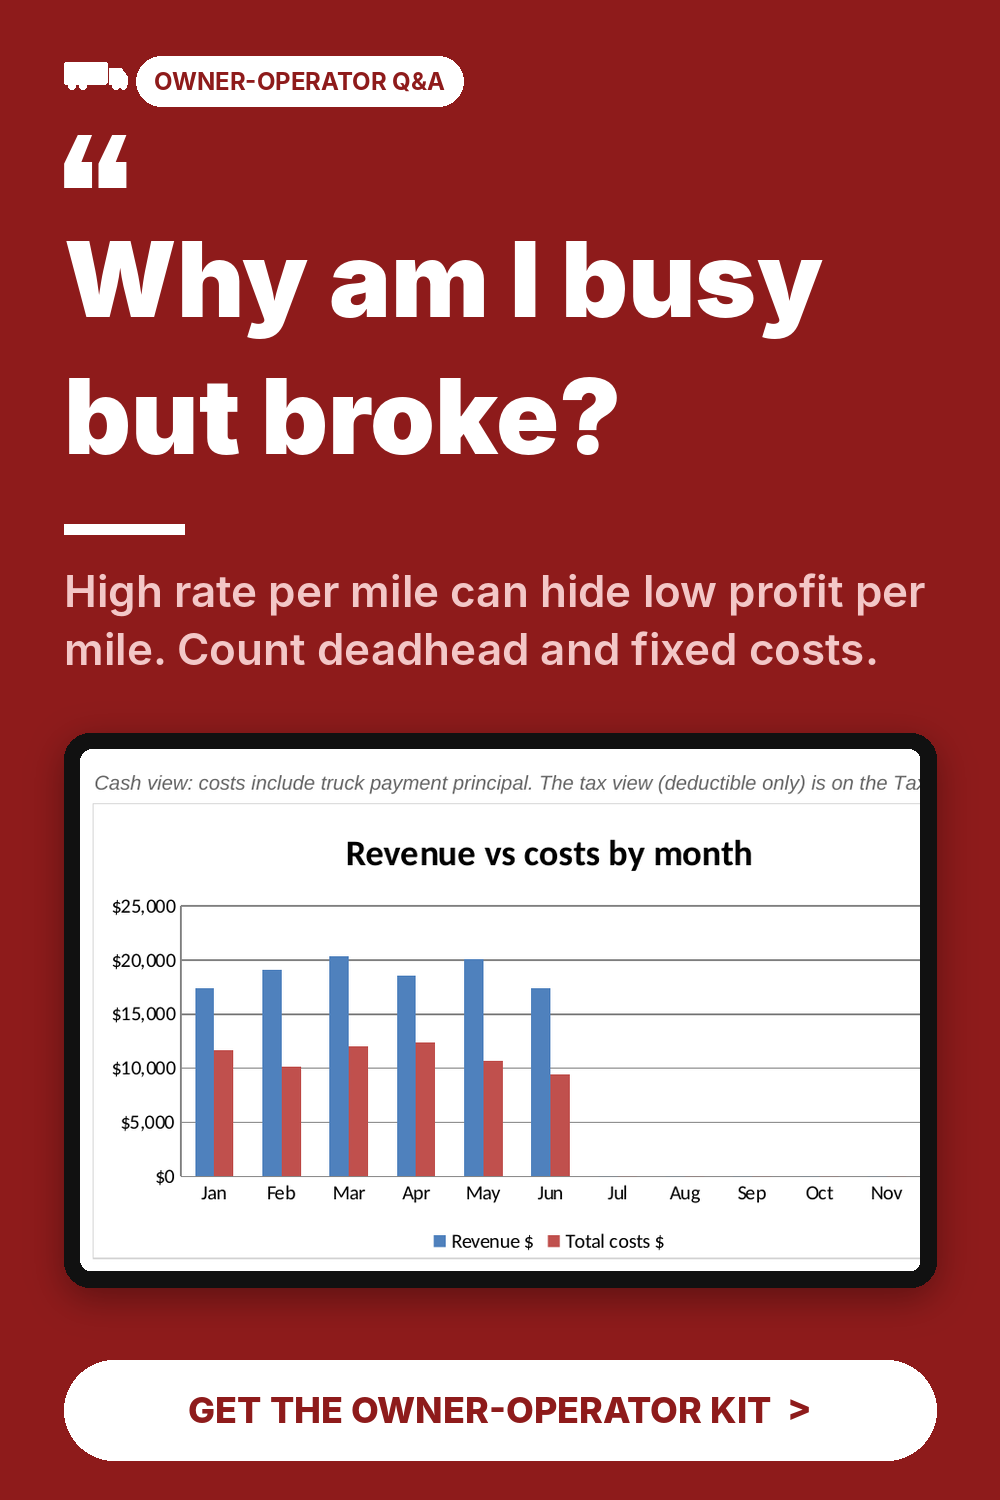 OWNER-OPERATOR Q&A
“
Why am I busy
but broke?
High rate per mile can hide low profit per
mile. Count deadhead and fixed costs.
Cash view: costs include truck payment principal. The tax view (deductible only) is on the Tax
Revenue vs costs by month
$25,000
$20,000
$15,000
$10,000
$5,000
$0
Jan Feb Mar Apr May Jun Jul Aug Sep Oct Nov
Revenue $ Total costs $
GET THE OWNER-OPERATOR KIT >